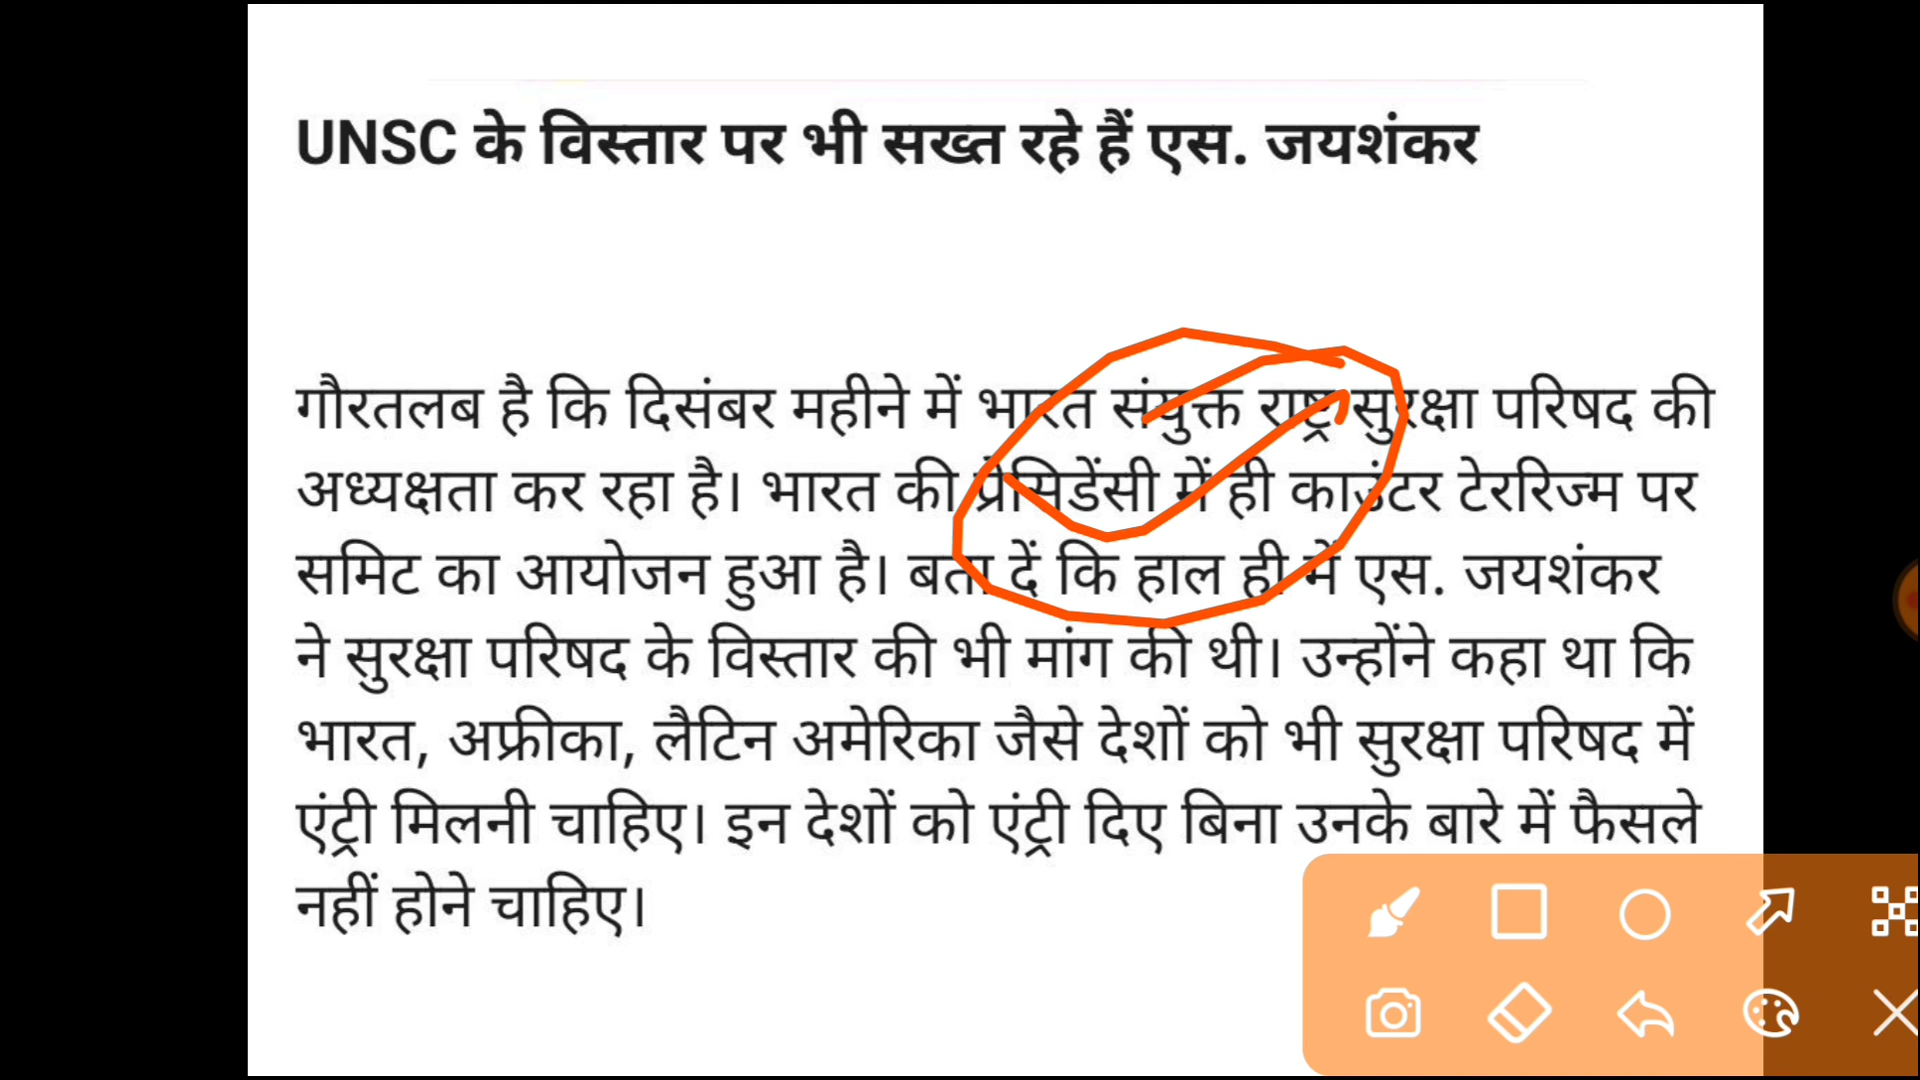 UNSC के विस्तार पर भी सख्त रहे हैं एस. जयशंकर
गौरतलब है कि दिसंबर महीने में भारत संयुक्त राष्ट्र सुरक्षा परिषद की
अध्यक्षता कर रहा है। भारत की प्रेसिडेंसी में ही काउंटर टेररिज्म पर
समिट का आयोजन हुआ है। बता दें कि हाल ही में एस. जयशंकर
ने सुरक्षा परिषद के विस्तार की भी मांग की थी। उन्होंने कहा था कि
भारत, अफ्रीका, लैटिन अमेरिका जैसे देशों को भी सुरक्षा परिषद में
एंट्री मिलनी चाहिए। इन देशों को एंट्री दिए बिना उनके बारे में फैसले
नहीं होने चाहिए।